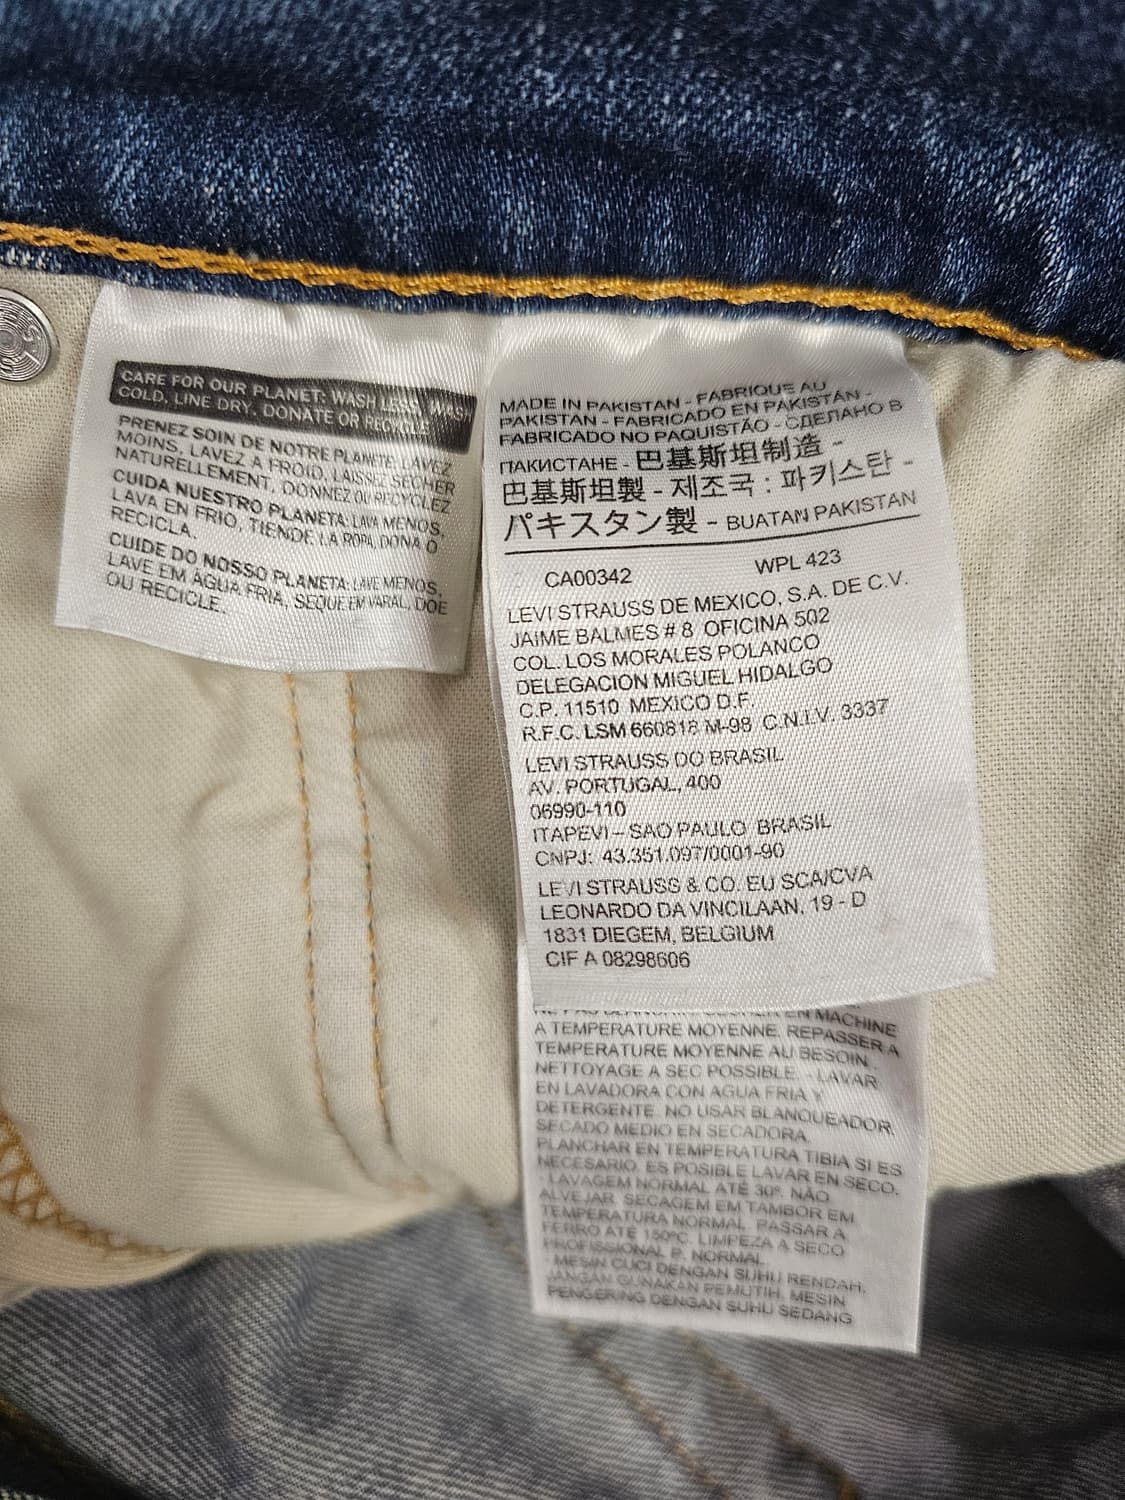 CARE FOR OUR PLANET: WASH LESS, WASH
COLD, LINE DRY, DONATE OR RECYCLE.
PRENEZ SOIN DE NOTRE PLANETE: LAVEZ
MOINS, LAVEZ A FROID, LAISSEZ SECHER
NATURELLEMENT, DONNEZ OU RECYCLEZ
CUIDA NUESTRO PLANETA: LAVA MENOS,
LAVA EN FRIO, TIENDE LA ROPA, DONA O
RECICLA.
CUIDE DO NOSSO PLANETA: LAVE MENOS,
LAVE EM ÁGUA FRIA, SEQUE EM VARAL, DOE
OU RECICLE.
MADE IN PAKISTAN - FABRIQUE AU
PAKISTAN - FABRICADO EN PAKISTÁN -
FABRICADO NO PAQUISTÃO - СДЕЛАНО В
ПАКИСТАНЕ - 巴基斯坦制造 -
巴基斯坦製 - 제조국 : 파키스탄 -
パキスタン製 - BUATAN PAKISTAN
CA00342 WPL 423
LEVI STRAUSS DE MEXICO, S.A. DE C.V.
JAIME BALMES # 8 OFICINA 502
COL. LOS MORALES POLANCO
DELEGACION MIGUEL HIDALGO
C.P. 11510 MEXICO D.F.
R.F.C. LSM 660818 M-98 C.N.I.V. 3337
LEVI STRAUSS DO BRASIL
AV. PORTUGAL, 400
06990-110
ITAPEVI – SAO PAULO BRASIL
CNPJ: 43.351.097/0001-90
LEVI STRAUSS & CO. EU SCA/CVA
LEONARDO DA VINCILAAN, 19 - D
1831 DIEGEM, BELGIUM
CIF A 08298606
EN MACHINE
A TEMPERATURE MOYENNE. REPASSER A
TEMPERATURE MOYENNE AU BESOIN.
NETTOYAGE A SEC POSSIBLE. - LAVAR
EN LAVADORA CON AGUA FRIA Y
DETERGENTE. NO USAR BLANQUEADOR.
SECADO MEDIO EN SECADORA.
PLANCHAR EN TEMPERATURA TIBIA SI ES
NECESARIO. ES POSIBLE LAVAR EN SECO.
- LAVAGEM NORMAL ATÉ 30º. NÃO
ALVEJAR. SECAGEM EM TAMBOR EM
TEMPERATURA NORMAL. PASSAR A
FERRO ATÉ 150ºC. LIMPEZA A SECO
PROFISSIONAL P. NORMAL
- MESIN CUCI DENGAN SUHU RENDAH,
JANGAN GUNAKAN PEMUTIH. MESIN
PENGERING DENGAN SUHU SEDANG